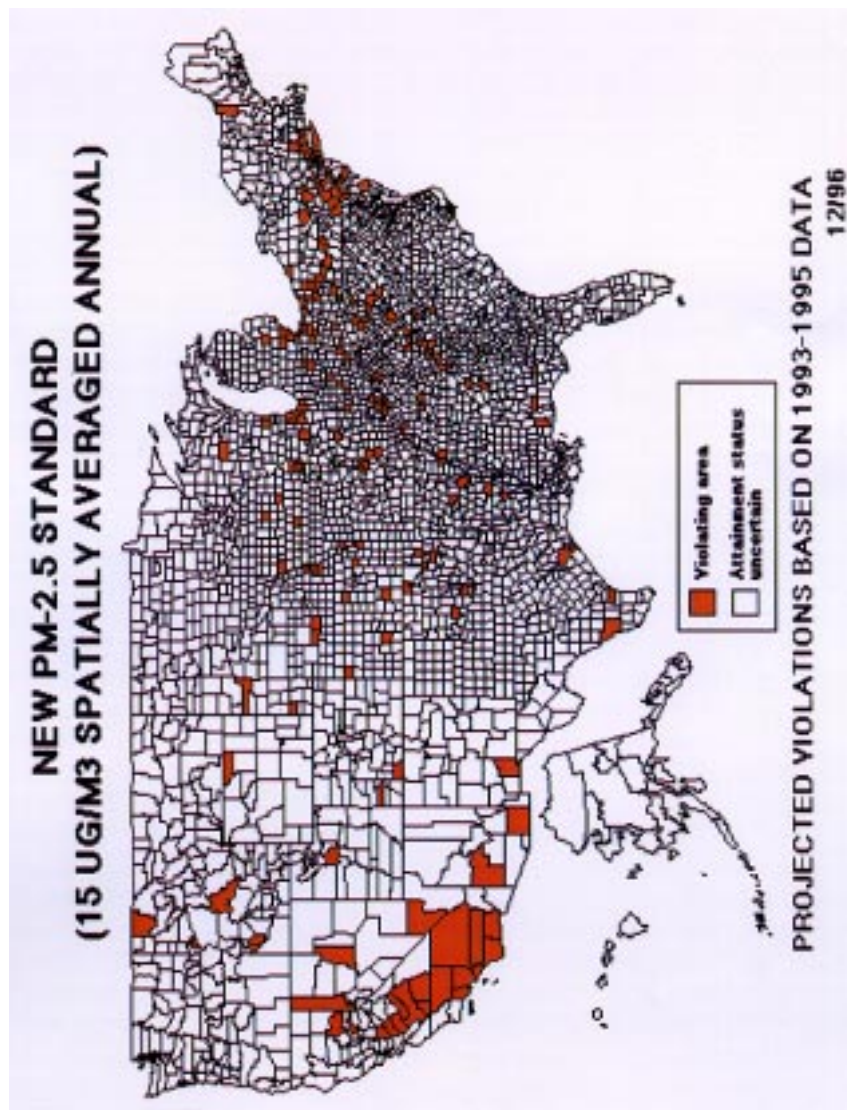 NEW PM-2.5 STANDARD
(15 UG/M3 SPATIALLY AVERAGED ANNUAL)
Violating area
Attainment status
uncertain
PROJECTED VIOLATIONS BASED ON 1993-1995 DATA
12/96